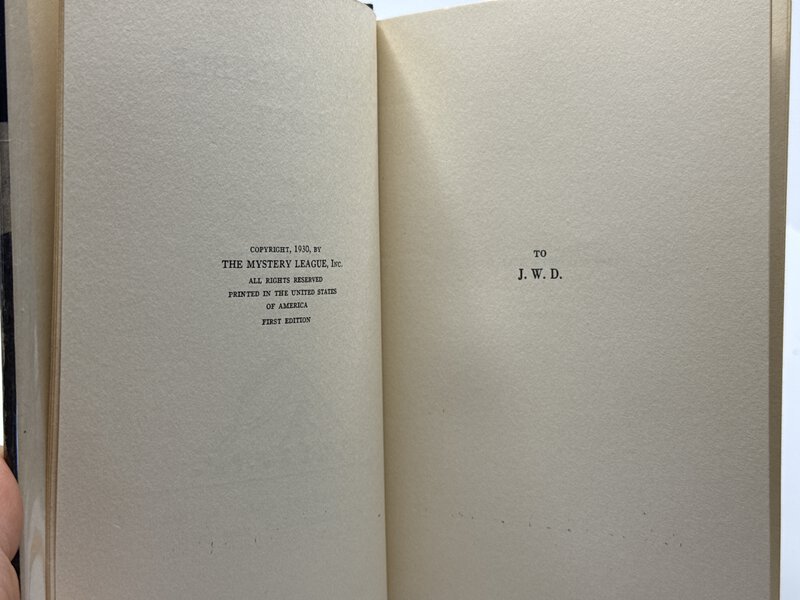 COPYRIGHT, 1930, BY
THE MYSTERY LEAGUE, INC.
ALL RIGHTS RESERVED
PRINTED IN THE UNITED STATES
OF AMERICA
FIRST EDITION
TO
J. W. D.